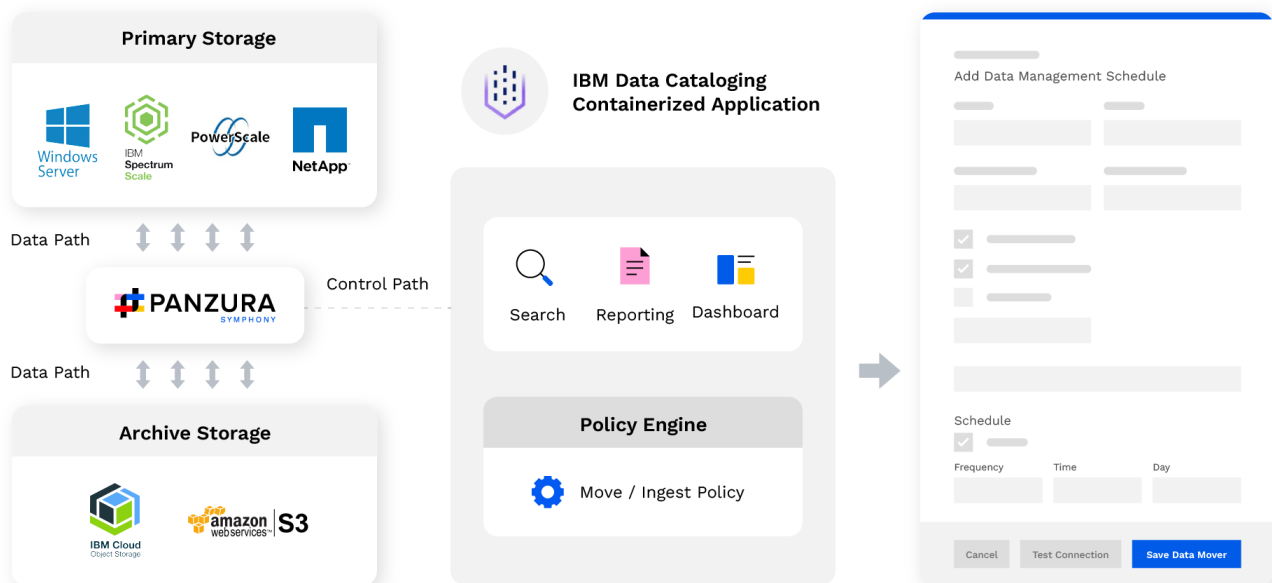 Primary Storage
Windows
Server
IBM
Spectrum
Scale
PowerScale
NetApp
Data Path
PANZURA
SYMPHONY
Control Path
Data Path
Archive Storage
IBM Cloud
Object Storage
amazon
webservices™
S3
IBM Data Cataloging
Containerized Application
Search
Reporting
Dashboard
Policy Engine
Move / Ingest Policy
Add Data Management Schedule
Schedule
Frequency
Time
Day
Cancel
Test Connection
Save Data Mover